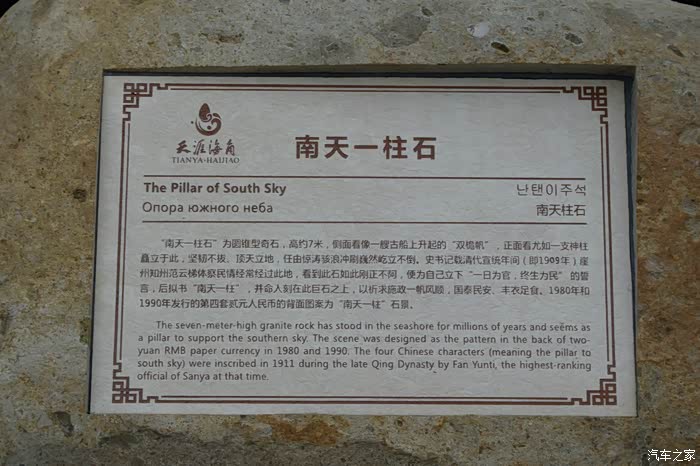 天涯海角
TIANYA-HAIJIAO
南天一柱石
The Pillar of South Sky
난탠이주석
Опора южного неба
南天柱石
“南天一柱石”为圆锥型奇石，高约7米，侧面看像一艘古船上升起的“双桅帆”，正面看尤如一支神柱
矗立于此，坚韧不拔、顶天立地，任由惊涛骇浪冲刷巍然屹立不倒。史书记载清代宣统年间（即1909年）崖
州知州范云梯体察民情经常经过此地，看到此石如此刚正不阿，便为自己立下“一日为官，终生为民”的誓
言，后拟书“南天一柱”，并命人刻在此巨石之上，以祈求施政一帆风顺，国泰民安、丰衣足食。1980年和
1990年发行的第四套贰元人民币的背面图案为“南天一柱”石景。
The seven-meter-high granite rock has stood in the seashore for millions of years and seems as
a pillar to support the southern sky. The scene was designed as the pattern in the back of two-
yuan RMB paper currency in 1980 and 1990. The four Chinese characters (meaning the pillar to
south sky) were inscribed in 1911 during the late Qing Dynasty by Fan Yunti, the highest-ranking
official of Sanya at that time.
汽车之家